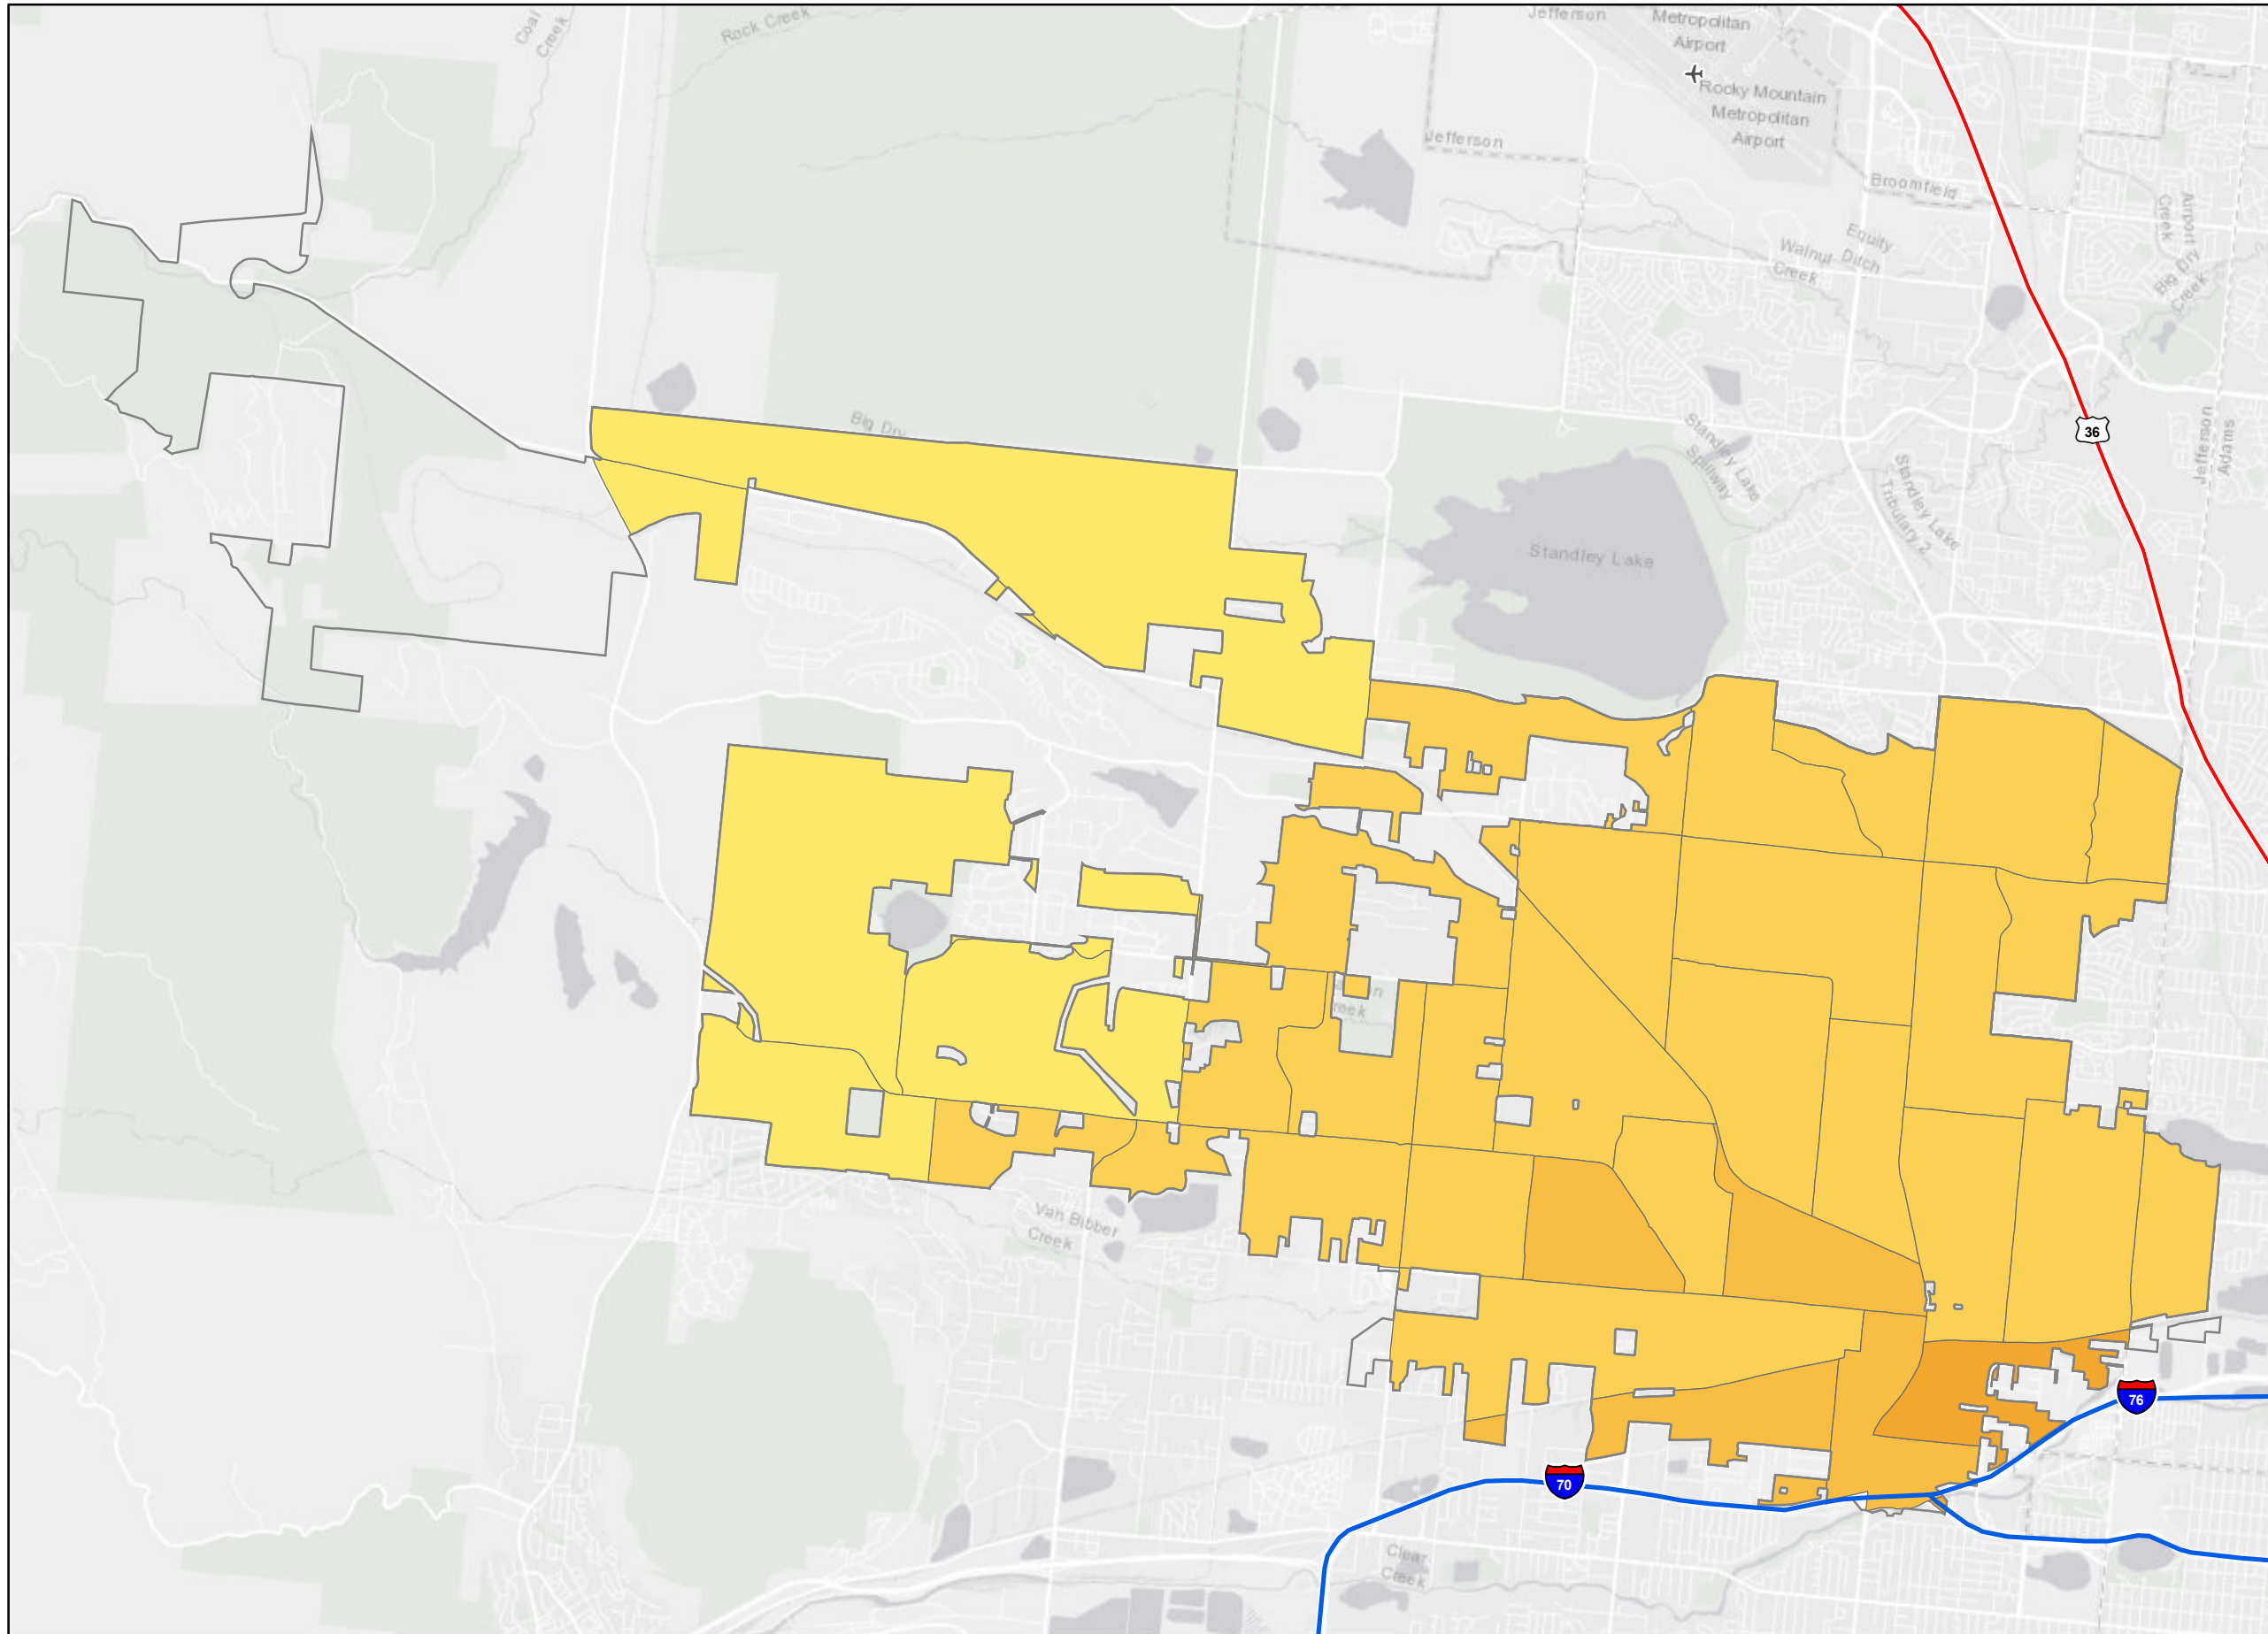 Coal
Creek
Rock Creek
Jefferson
Metropolitan
Airport
Rocky Mountain
Metropolitan
Airport
Jefferson
Broomfield
Airport
Creek
Equity
Ditch
Walnut
Creek
Big Dry
Creek
Big Dry
Standley Lake
Spillway
Standley Lake
Tributary 2
36
Jefferson
Adams
Standley Lake
Van Bibber
Creek
76
70
Clear
Creek